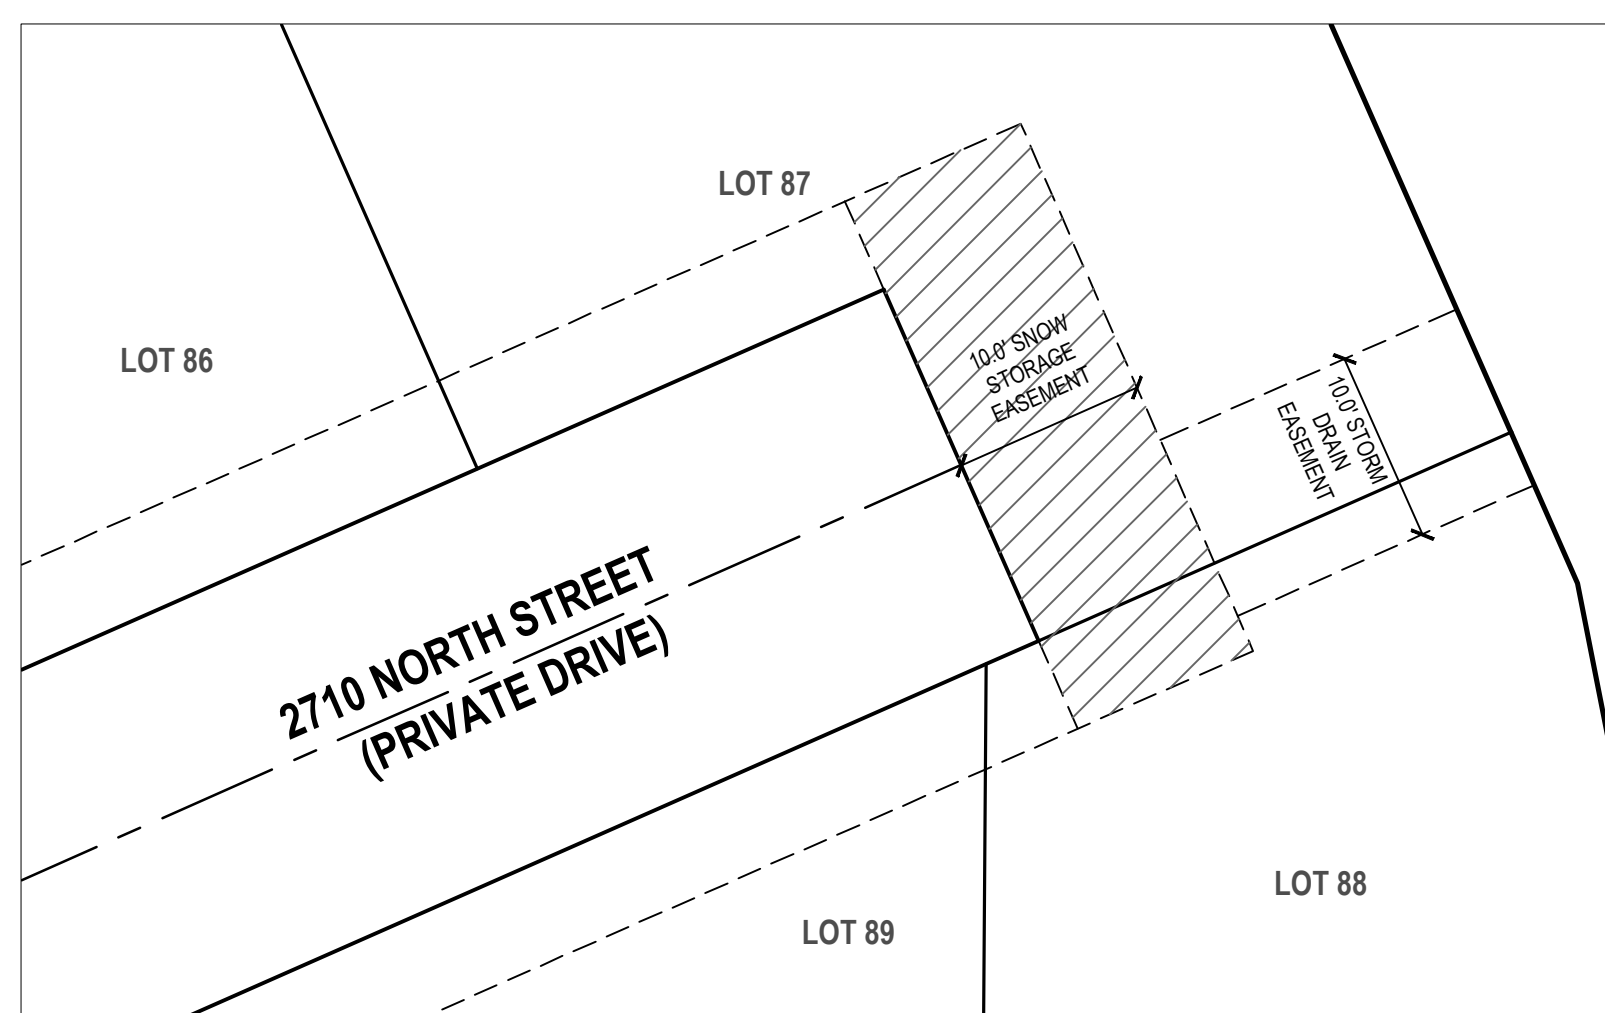 LOT 87
LOT 86
10.0' SNOW
STORAGE
EASEMENT
10.0' STORM
DRAIN
EASEMENT
2710 NORTH STREET
(PRIVATE DRIVE)
LOT 88
LOT 89